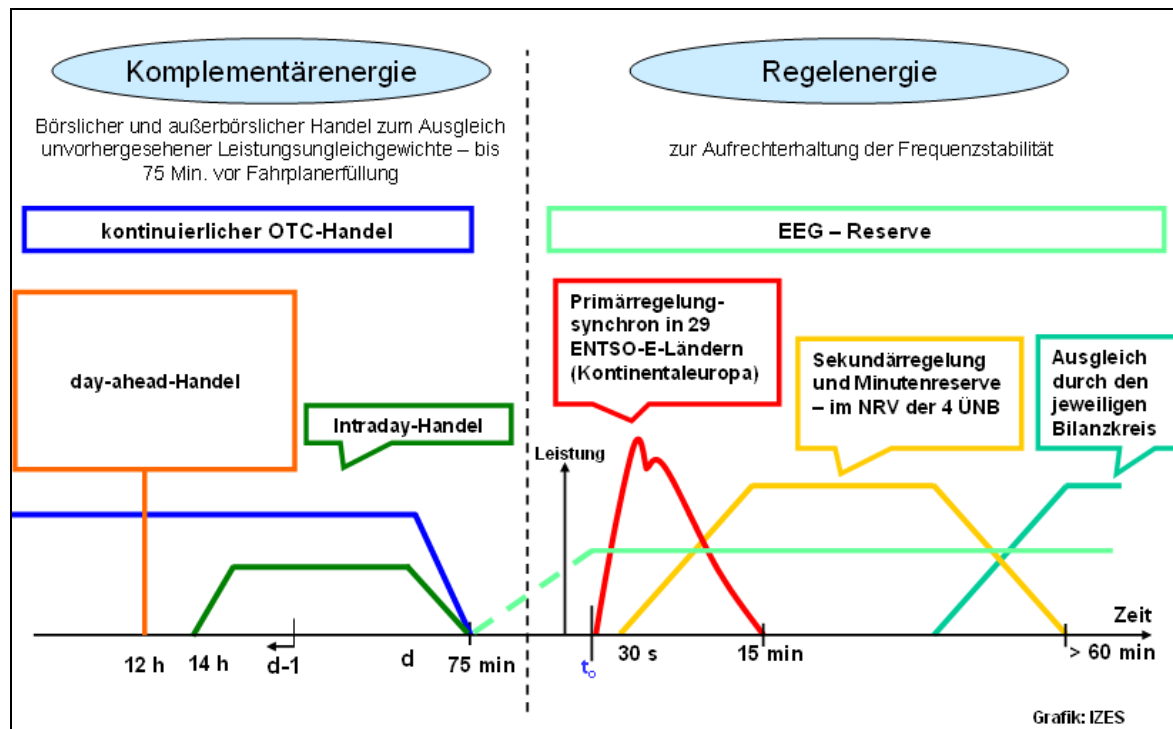 Komplementärenergie
Börslicher und außerbörslicher Handel zum Ausgleich
unvorhergesehener Leistungsungleichgewichte – bis
75 Min. vor Fahrplanerfüllung
kontinuierlicher OTC-Handel
day-ahead-Handel
Intraday-Handel
Regelenergie
zur Aufrechterhaltung der Frequenzstabilität
EEG – Reserve
Primärregelung-
synchron in 29
ENTSO-E-Ländern
(Kontinentaleuropa)
Sekundärregelung
und Minutenreserve
– im NRV der 4 ÜNB
Ausgleich
durch den
jeweiligen
Bilanzkreis
Leistung
Zeit
12 h
14 h
d-1
d
75 min
t₀
30 s
15 min
> 60 min
Grafik: IZES